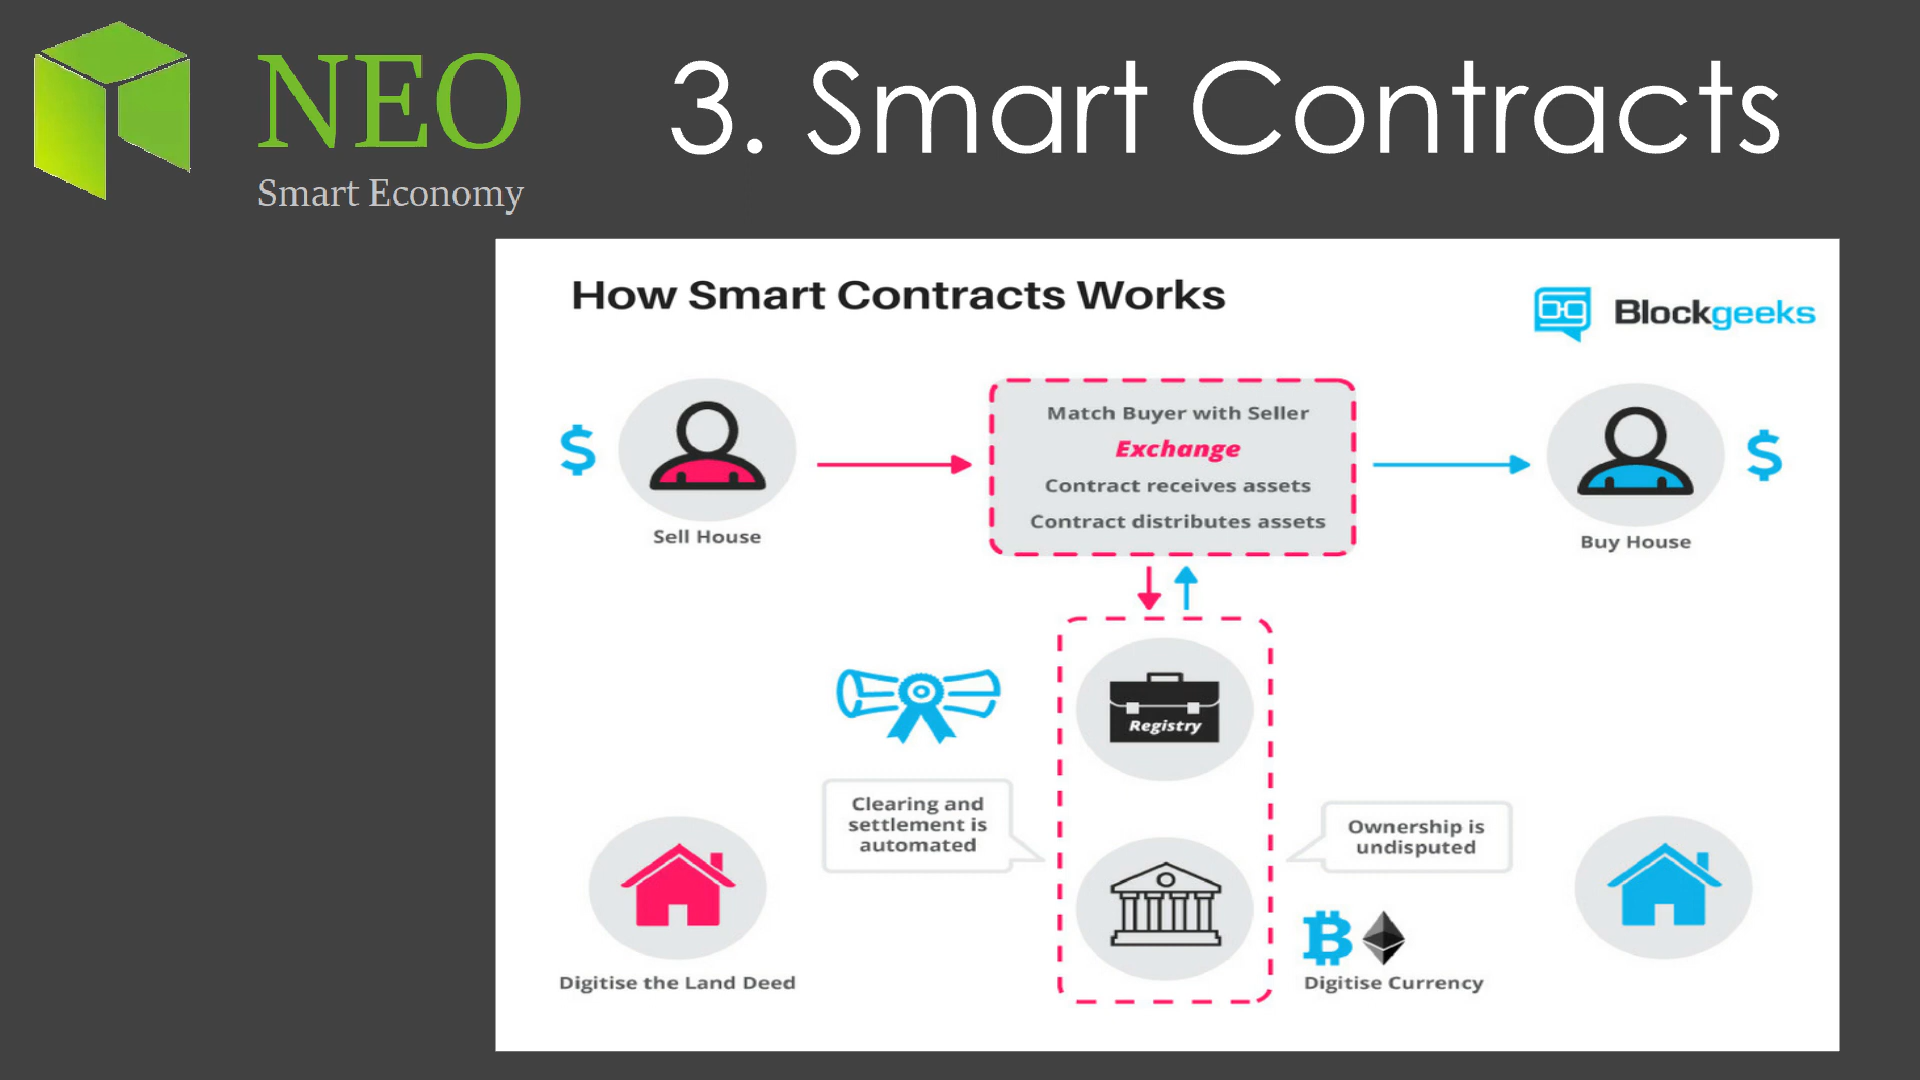 NEO
Smart Economy
3. Smart Contracts
How Smart Contracts Works
Blockgeeks
Match Buyer with Seller
Exchange
Contract receives assets
Contract distributes assets
$
$
Sell House
Buy House
Registry
Clearing and
settlement is
automated
Ownership is
undisputed
Digitise the Land Deed
Digitise Currency